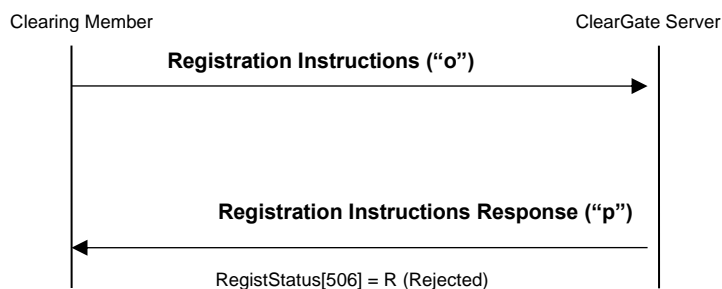 Clearing Member
ClearGate Server
Registration Instructions (“o”)
Registration Instructions Response (“p”)
RegistStatus[506] = R (Rejected)